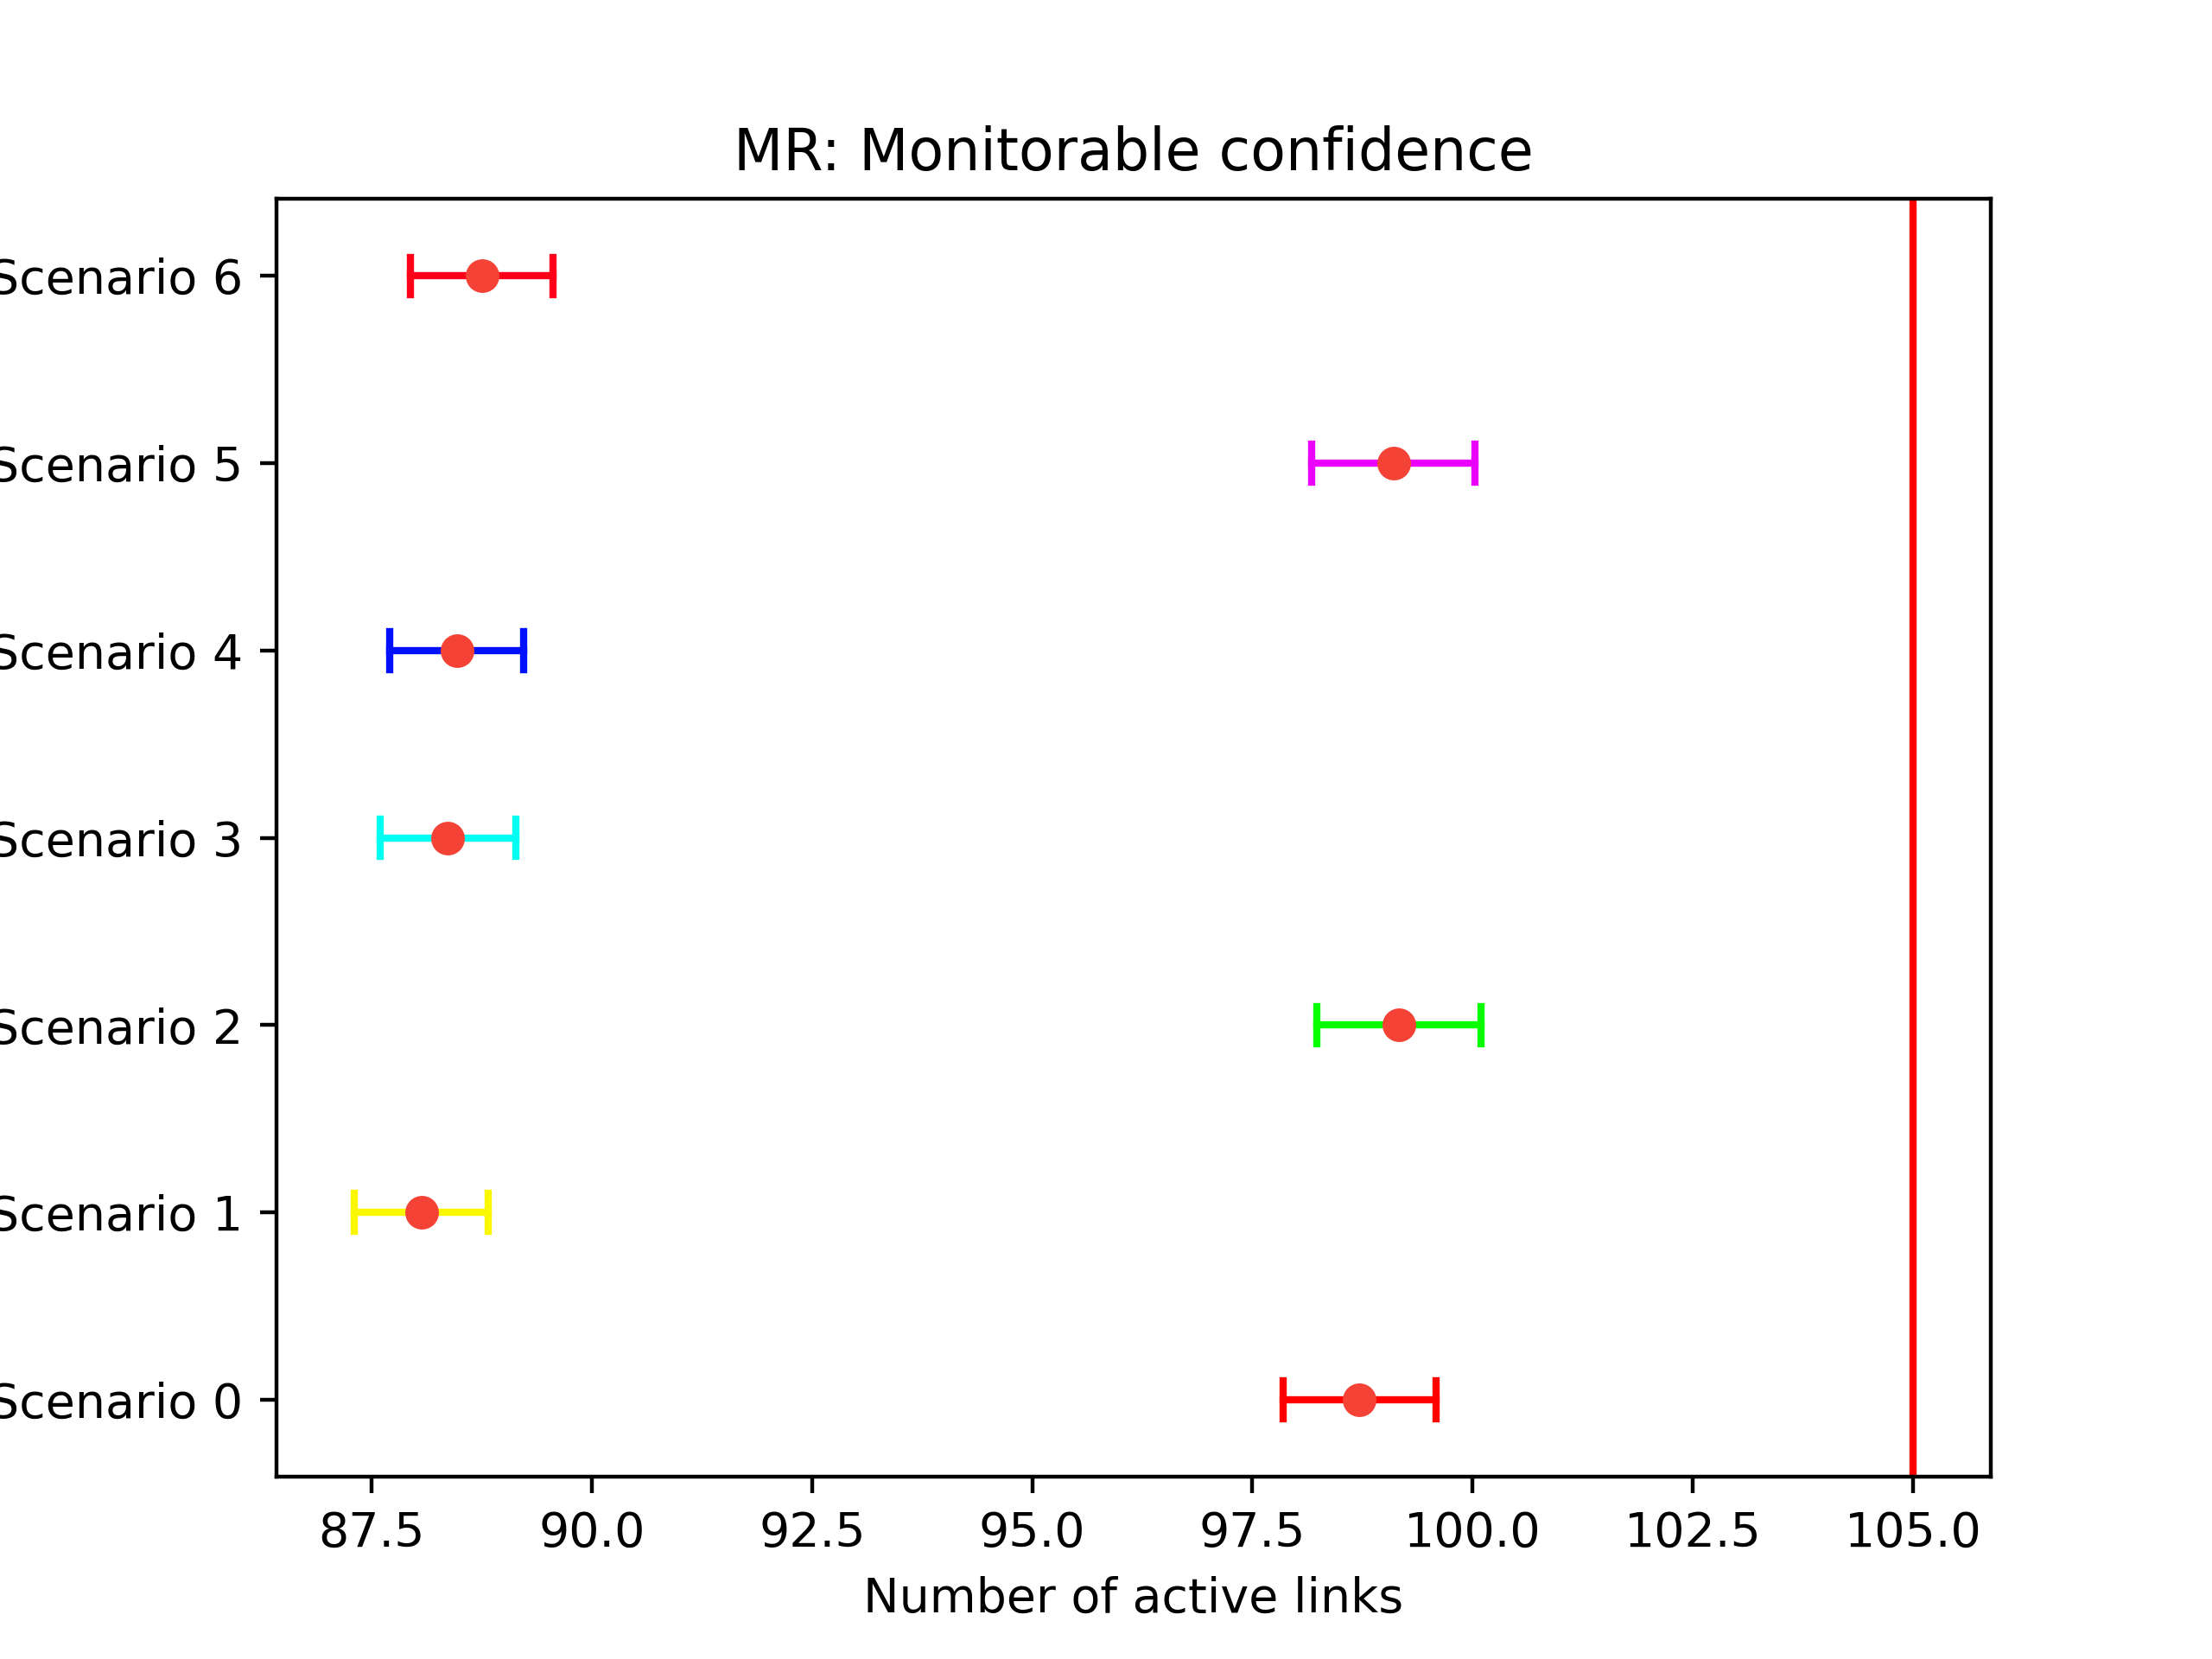 MR: Monitorable confidence
Scenario 6
Scenario 5
Scenario 4
Scenario 3
Scenario 2
Scenario 1
Scenario 0
87.5 90.0 92.5 95.0 97.5 100.0 102.5 105.0
Number of active links